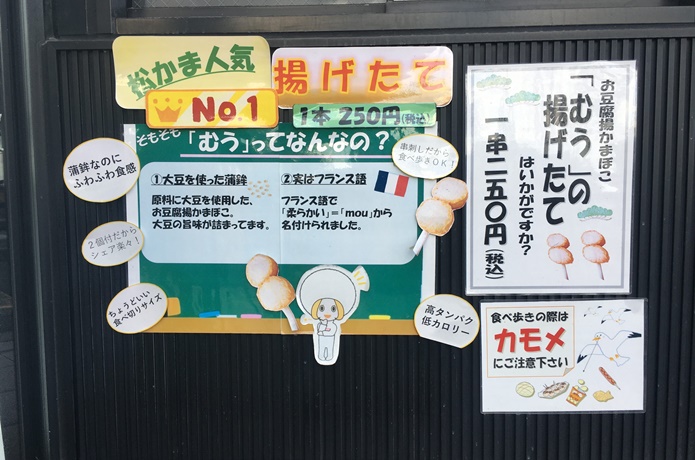 松かま人気
No.1
揚げたて
1本 250円(税込)
そもそも
「むう」ってなんなの?
①大豆を使った蒲鉾
原料に大豆を使用した、
お豆腐揚かまぼこ。
大豆の旨味が詰まってます。
②実はフランス語
フランス語で
「柔らかい」=「mou」から
名付けられました。
蒲鉾なのに
ふわふわ食感
2個付だから
シェア楽々!
ちょうどいい
食べ切りサイズ
串刺しだから
食べ歩きOK!
高タンパク
低カロリー
お豆腐揚かまぼこ
「むう」の
揚げたて
はいかがですか?
一串二五〇円(税込)
食べ歩きの際は
カモメ
にご注意下さい